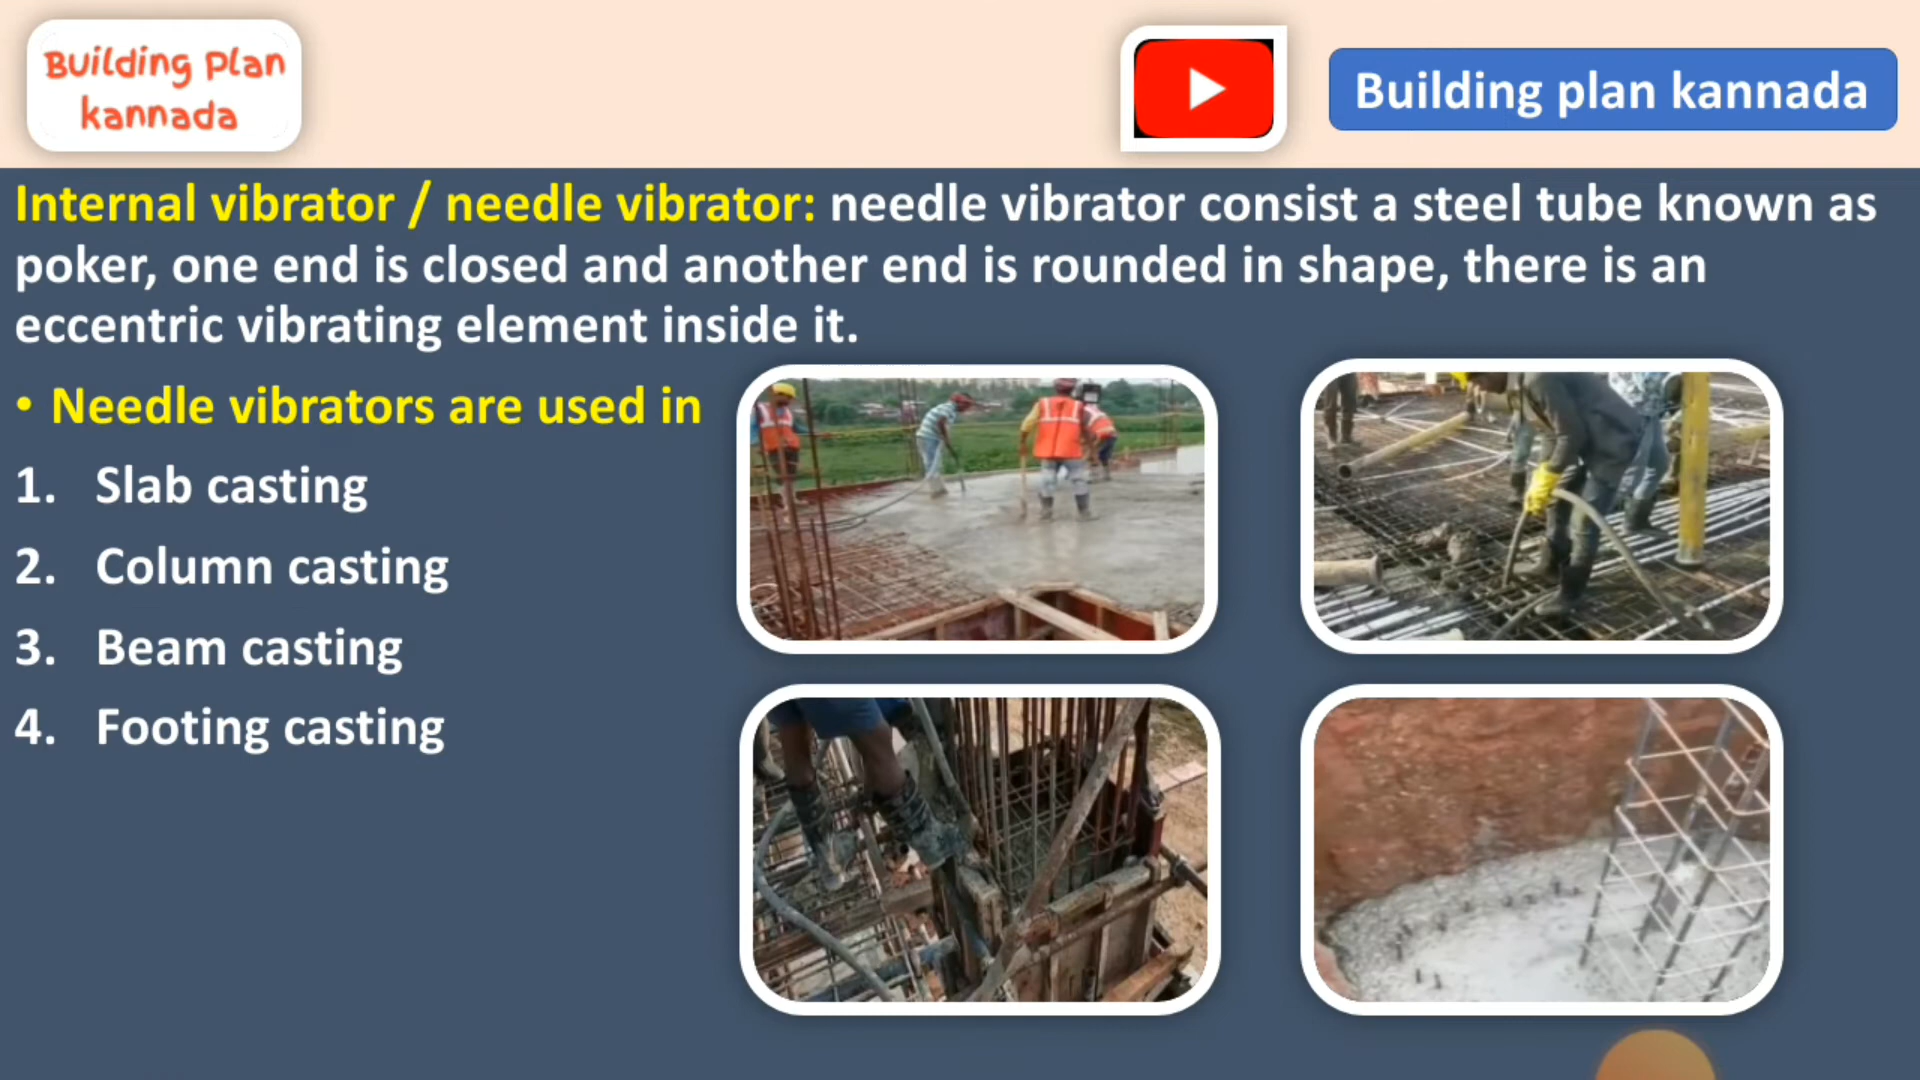 Building Plan
kannada
Building plan kannada
Internal vibrator / needle vibrator: needle vibrator consist a steel tube known as
poker, one end is closed and another end is rounded in shape, there is an
eccentric vibrating element inside it.
• Needle vibrators are used in
1. Slab casting
2. Column casting
3. Beam casting
4. Footing casting